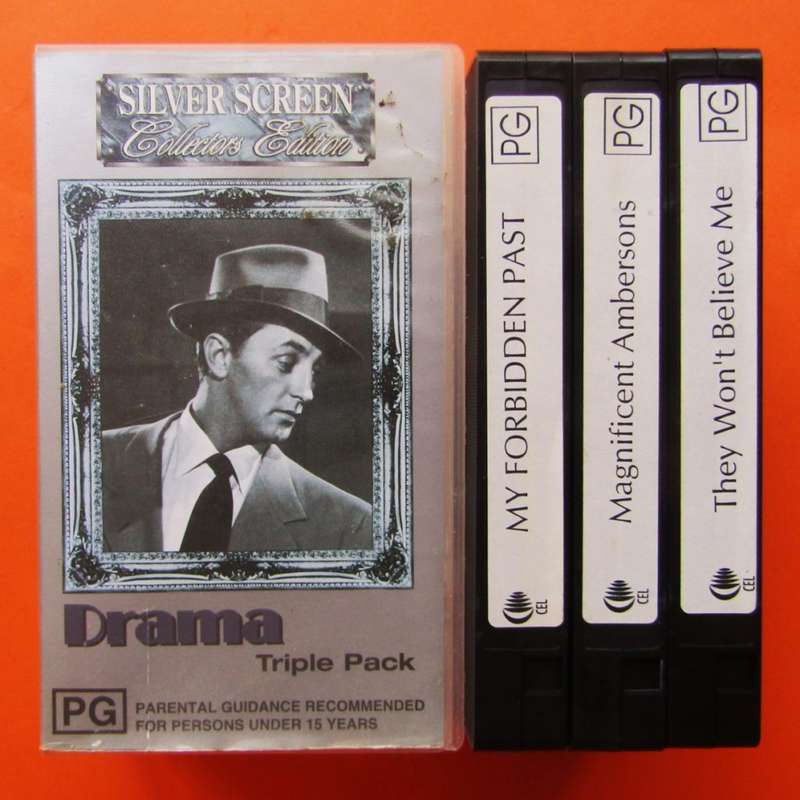 SILVER SCREEN
Collectors Edition
Drama
Triple Pack
PG
PARENTAL GUIDANCE RECOMMENDED
FOR PERSONS UNDER 15 YEARS
PG
MY FORBIDDEN PAST
CEL
PG
Magnificent Ambersons
CEL
PG
They Won't Believe Me
CEL